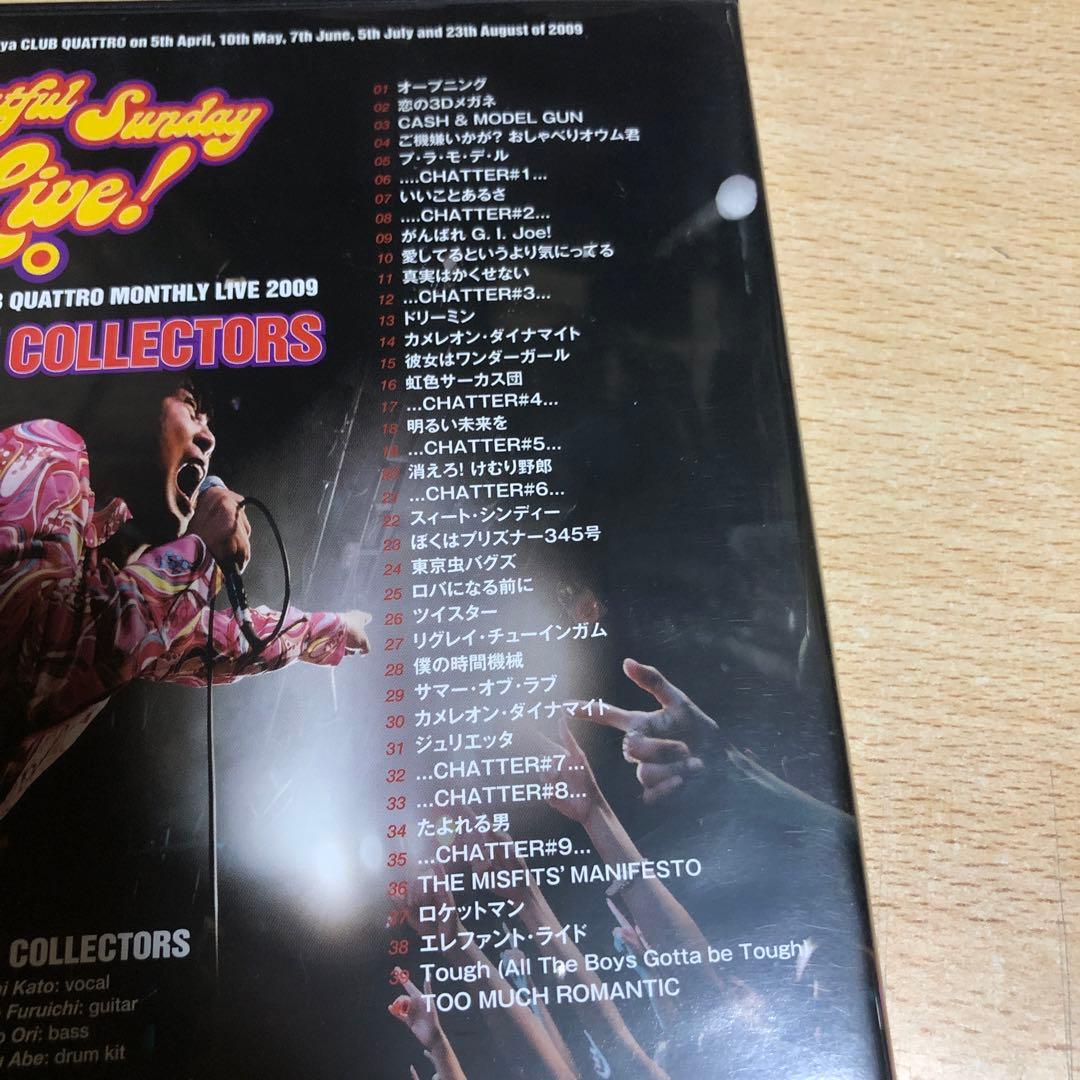 ya CLUB QUATTRO on 5th April, 10th May, 7th June, 5th July and 23th August of 2009
Sunday
Live!
QUATTRO MONTHLY LIVE 2009
COLLECTORS
01 オープニング
02 恋の3Dメガネ
03 CASH & MODEL GUN
04 ご機嫌いかが? おしゃべりオウム君
05 プ・ラ・モ・デ・ル
06 ....CHATTER#1...
07 いいことあるさ
08 ....CHATTER#2...
09 がんばれ G. I. Joe!
10 愛してるというより気にってる
11 真実はかくせない
12 ...CHATTER#3...
13 ドリーミン
14 カメレオン・ダイナマイト
15 彼女はワンダーガール
16 虹色サーカス団
17 ...CHATTER#4...
18 明るい未来を
19 ...CHATTER#5...
20 消えろ! けむり野郎
21 ...CHATTER#6...
22 スィート・シンディー
23 ぼくはプリズナー345号
24 東京虫バグズ
25 ロバになる前に
26 ツイスター
27 リグレイ・チューインガム
28 僕の時間機械
29 サマー・オブ・ラブ
30 カメレオン・ダイナマイト
31 ジュリエッタ
32 ...CHATTER#7...
33 ...CHATTER#8...
34 たよれる男
35 ...CHATTER#9...
36 THE MISFITS' MANIFESTO
37 ロケットマン
38 エレファント・ライド
39 Tough (All The Boys Gotta be Tough)
TOO MUCH ROMANTIC
COLLECTORS
Kato: vocal
Furuichi: guitar
Ori: bass
Abe: drum kit